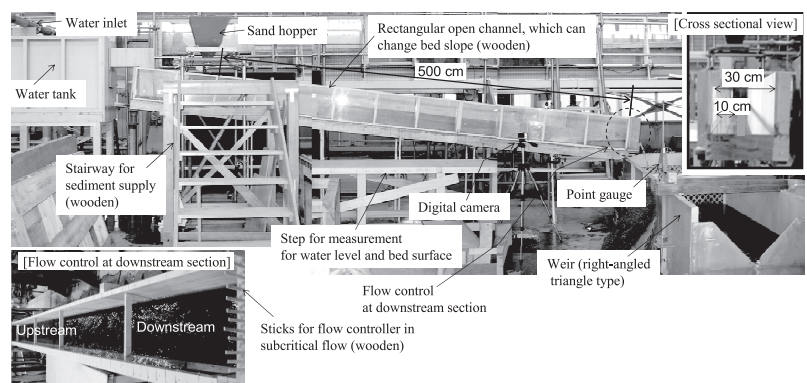 Water inlet
Sand hopper
Rectangular open channel, which can
change bed slope (wooden)
[Cross sectional view]
500 cm
30 cm
10 cm
Water tank
Stairway for
sediment supply
(wooden)
Point gauge
Digital camera
Step for measurement
for water level and bed surface
Weir (right-angled
triangle type)
Flow control
at downstream section
[Flow control at downstream section]
Upstream
Downstream
Sticks for flow controller in
subcritical flow (wooden)